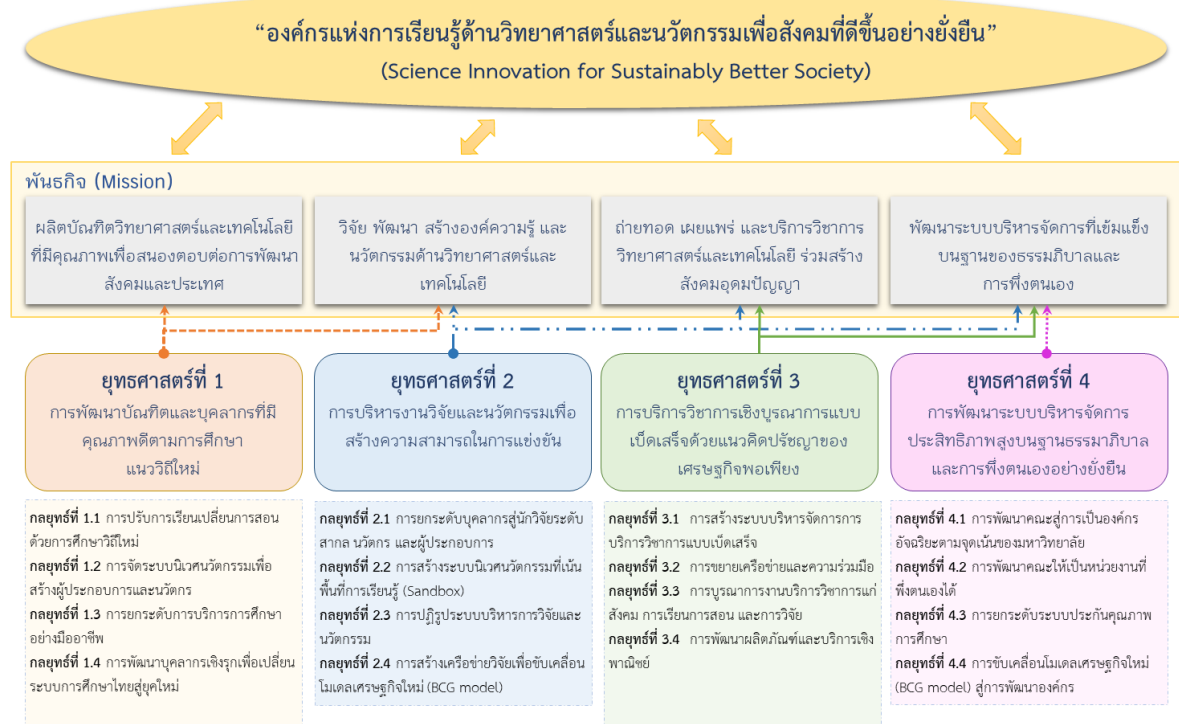 “องค์กรแห่งการเรียนรู้ด้านวิทยาศาสตร์และนวัตกรรมเพื่อสังคมที่ดีขึ้นอย่างยั่งยืน”
(Science Innovation for Sustainably Better Society)
พันธกิจ (Mission)
ผลิตบัณฑิตวิทยาศาสตร์และเทคโนโลยี
ที่มีคุณภาพเพื่อสนองตอบต่อการพัฒนา
สังคมและประเทศ
วิจัย พัฒนา สร้างองค์ความรู้ และ
นวัตกรรมด้านวิทยาศาสตร์และ
เทคโนโลยี
ถ่ายทอด เผยแพร่ และบริการวิชาการ
วิทยาศาสตร์และเทคโนโลยี ร่วมสร้าง
สังคมอุดมปัญญา
พัฒนาระบบบริหารจัดการที่เข้มแข็ง
บนฐานของธรรมภิบาลและ
การพึ่งตนเอง
ยุทธศาสตร์ที่ 1
การพัฒนาบัณฑิตและบุคลากรที่มี
คุณภาพดีตามการศึกษา
แนววิถีใหม่
ยุทธศาสตร์ที่ 2
การบริหารงานวิจัยและนวัตกรรมเพื่อ
สร้างความสามารถในการแข่งขัน
ยุทธศาสตร์ที่ 3
การบริการวิชาการเชิงบูรณาการแบบ
เบ็ดเสร็จด้วยแนวคิดปรัชญาของ
เศรษฐกิจพอเพียง
ยุทธศาสตร์ที่ 4
การพัฒนาระบบบริหารจัดการ
ประสิทธิภาพสูงบนฐานธรรมาภิบาล
และการพึ่งตนเองอย่างยั่งยืน
กลยุทธ์ที่ 1.1 การปรับการเรียนเปลี่ยนการสอน
ด้วยการศึกษาวิถีใหม่
กลยุทธ์ที่ 1.2 การจัดระบบนิเวศนวัตกรรมเพื่อ
สร้างผู้ประกอบการและนวัตกร
กลยุทธ์ที่ 1.3 การยกระดับการบริการการศึกษา
อย่างมืออาชีพ
กลยุทธ์ที่ 1.4 การพัฒนาบุคลากรเชิงรุกเพื่อเปลี่ยน
ระบบการศึกษาไทยสู่ยุคใหม่
กลยุทธ์ที่ 2.1 การยกระดับบุคลากรสู่นักวิจัยระดับ
สากล นวัตกร และผู้ประกอบการ
กลยุทธ์ที่ 2.2 การสร้างระบบนิเวศนวัตกรรมที่เน้น
พื้นที่การเรียนรู้ (Sandbox)
กลยุทธ์ที่ 2.3 การปฏิรูประบบบริหารการวิจัยและ
นวัตกรรม
กลยุทธ์ที่ 2.4 การสร้างเครือข่ายวิจัยเพื่อขับเคลื่อน
โมเดลเศรษฐกิจใหม่ (BCG model)
กลยุทธ์ที่ 3.1 การสร้างระบบบริหารจัดการการ
บริการวิชาการแบบเบ็ดเสร็จ
กลยุทธ์ที่ 3.2 การขยายเครือข่ายและความร่วมมือ
กลยุทธ์ที่ 3.3 การบูรณาการงานบริการวิชาการแก่
สังคม การเรียนการสอน และการวิจัย
กลยุทธ์ที่ 3.4 การพัฒนาผลิตภัณฑ์และบริการเชิง
พาณิชย์
กลยุทธ์ที่ 4.1 การพัฒนาคณะสู่การเป็นองค์กร
อัจฉริยะตามจุดเน้นของมหาวิทยาลัย
กลยุทธ์ที่ 4.2 การพัฒนาคณะให้เป็นหน่วยงานที่
พึ่งตนเองได้
กลยุทธ์ที่ 4.3 การยกระดับระบบประกันคุณภาพ
การศึกษา
กลยุทธ์ที่ 4.4 การขับเคลื่อนโมเดลเศรษฐกิจใหม่
(BCG model) สู่การพัฒนาองค์กร